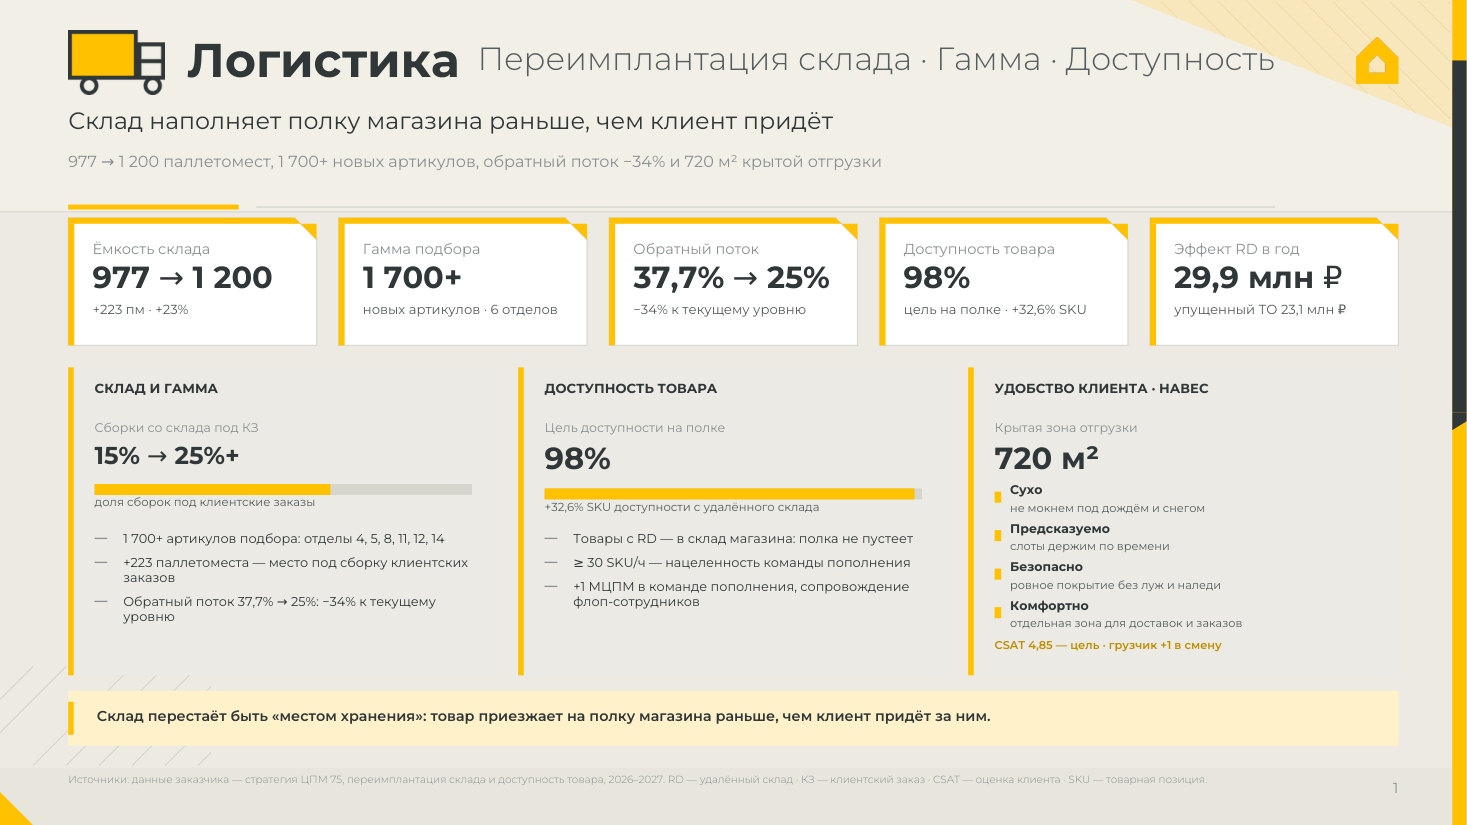 Логистика Переимплантация склада · Гамма · Доступность
Склад наполняет полку магазина раньше, чем клиент придёт
977 → 1 200 паллетомест, 1 700+ новых артикулов, обратный поток −34% и 720 м² крытой отгрузки
Ёмкость склада
977 → 1 200
+223 пм · +23%
Гамма подбора
1 700+
новых артикулов · 6 отделов
Обратный поток
37,7% → 25%
−34% к текущему уровню
Доступность товара
98%
цель на полке · +32,6% SKU
Эффект RD в год
29,9 млн ₽
упущенный ТО 23,1 млн ₽
СКЛАД И ГАММА
Сборки со склада под КЗ
15% → 25%+
доля сборок под клиентские заказы
— 1 700+ артикулов подбора: отделы 4, 5, 8, 11, 12, 14
— +223 паллетоместа — место под сборку клиентских
заказов
— Обратный поток 37,7% → 25%: −34% к текущему
уровню
ДОСТУПНОСТЬ ТОВАРА
Цель доступности на полке
98%
+32,6% SKU доступности с удалённого склада
— Товары с RD — в склад магазина: полка не пустеет
— ≥ 30 SKU/ч — нацеленность команды пополнения
— +1 МЦПМ в команде пополнения, сопровождение
флоп-сотрудников
УДОБСТВО КЛИЕНТА · НАВЕС
Крытая зона отгрузки
720 м²
Сухо
не мокнем под дождём и снегом
Предсказуемо
слоты держим по времени
Безопасно
ровное покрытие без луж и наледи
Комфортно
отдельная зона для доставок и заказов
CSAT 4,85 — цель · грузчик +1 в смену
Склад перестаёт быть «местом хранения»: товар приезжает на полку магазина раньше, чем клиент придёт за ним.
Источники: данные заказчика — стратегия ЦПМ 75, переимплантация склада и доступность товара, 2026–2027. RD — удалённый склад · КЗ — клиентский заказ · CSAT — оценка клиента · SKU — товарная позиция.
1